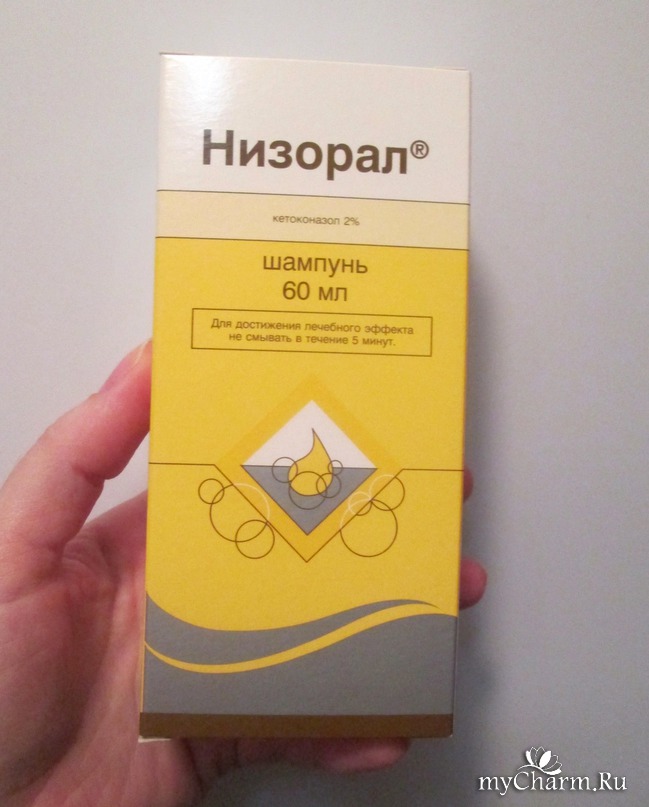 Низорал®
кетоконазол 2%
шампунь
60 мл
Для достижения лечебного эффекта
не смывать в течение 5 минут.
myCharm.Ru